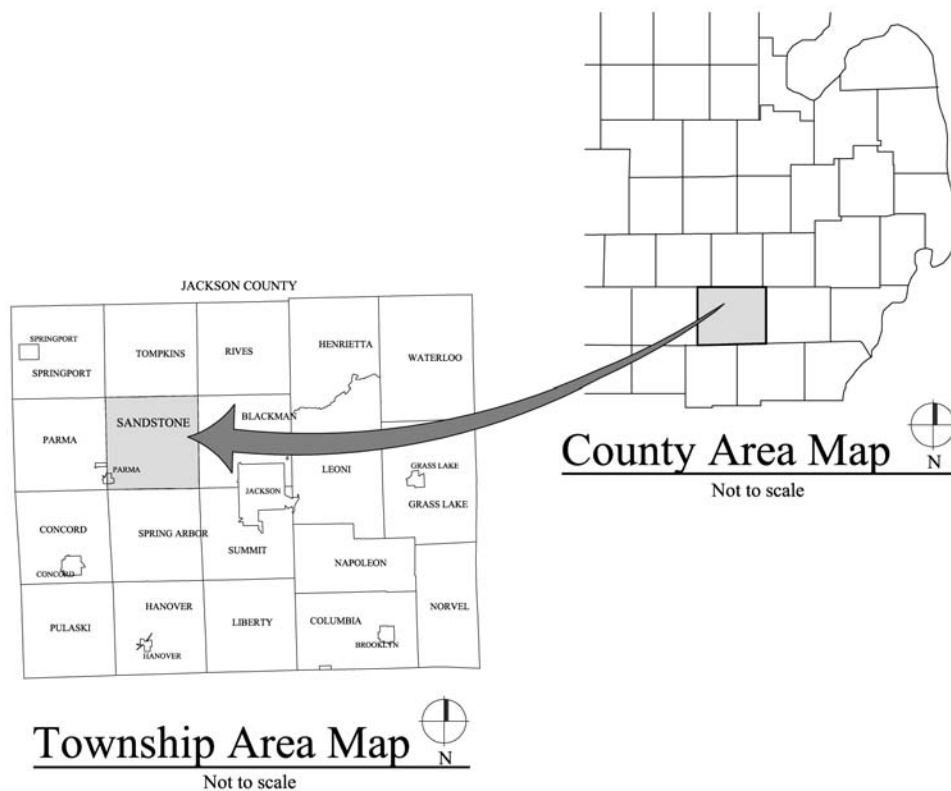 JACKSON COUNTY
SPRINGPORT
SPRINGPORT
TOMPKINS
RIVES
HENRIETTA
WATERLOO
PARMA
PARMA
SANDSTONE
BLACKMAN
JACKSON
LEONI
GRASS LAKE
GRASS LAKE
CONCORD
CONCORD
SPRING ARBOR
SUMMIT
NAPOLEON
NORVEL
PULASKI
HANOVER
HANOVER
LIBERTY
COLUMBIA
BROOKLYN
County Area Map
N
Not to scale
Township Area Map
N
Not to scale